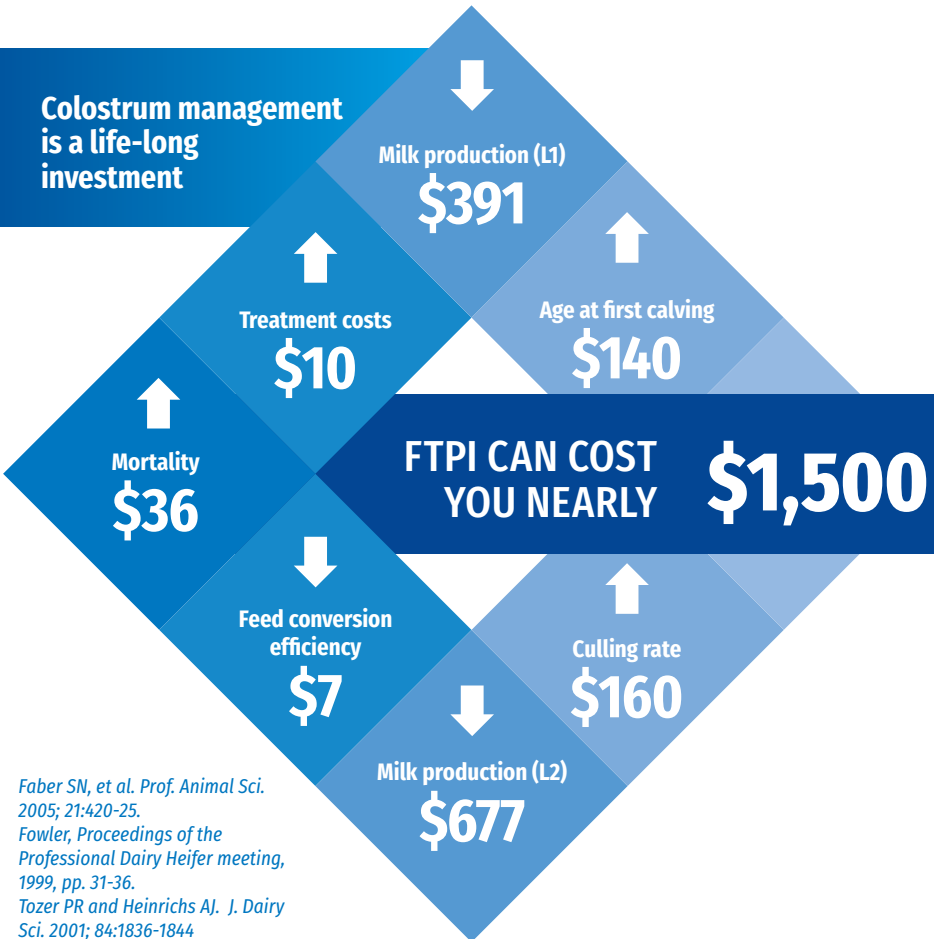 Colostrum management
is a life-long
investment
Milk production (L1)
$391
Treatment costs
$10
Age at first calving
$140
Mortality
$36
FTPI CAN COST
YOU NEARLY
$1,500
Feed conversion
efficiency
$7
Culling rate
$160
Milk production (L2)
$677
Faber SN, et al. Prof. Animal Sci.
2005; 21:420-25.
Fowler, Proceedings of the
Professional Dairy Heifer meeting,
1999, pp. 31-36.
Tozer PR and Heinrichs AJ. J. Dairy
Sci. 2001; 84:1836-1844